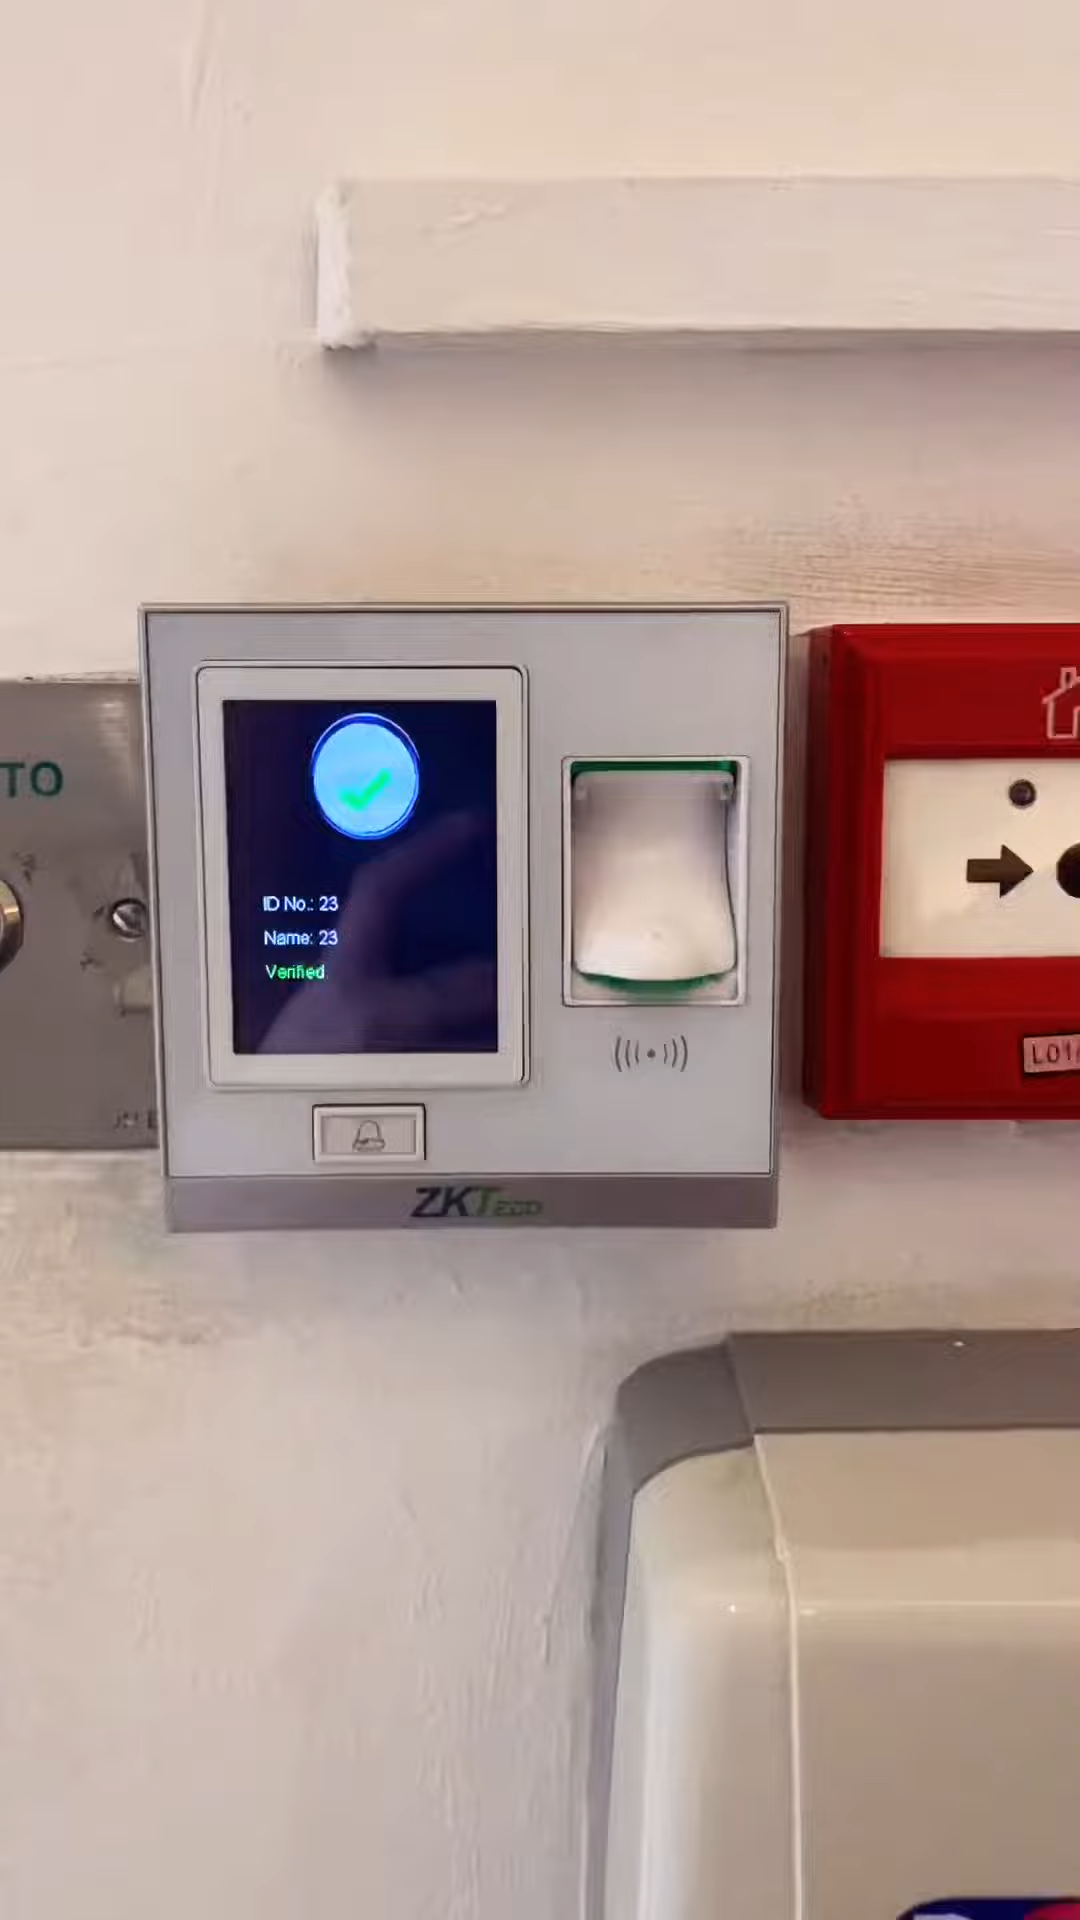 TO
ID No.: 23
Name: 23
Verified
ZKTeco
L01